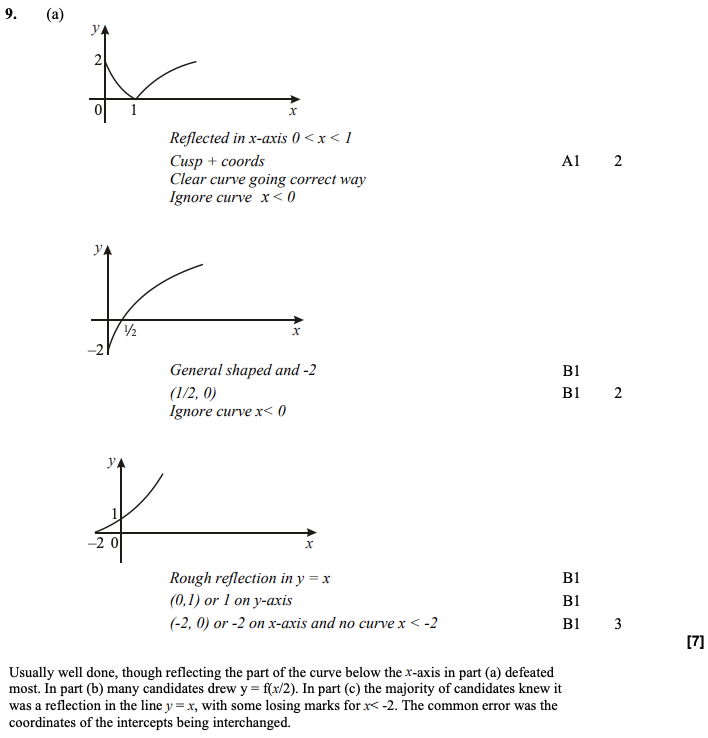 9. (a)
y
2
0 1 x
Reflected in x-axis 0 < x < 1
Cusp + coords A1 2
Clear curve going correct way
Ignore curve x < 0
y
½
x
–2
General shaped and -2 B1
(1/2, 0) B1 2
Ignore curve x< 0
y
1
–2 0 x
Rough reflection in y = x B1
(0,1) or 1 on y-axis B1
(-2, 0) or -2 on x-axis and no curve x < -2 B1 3
[7]
Usually well done, though reflecting the part of the curve below the x-axis in part (a) defeated
most. In part (b) many candidates drew y = f(x/2). In part (c) the majority of candidates knew it
was a reflection in the line y = x, with some losing marks for x< -2. The common error was the
coordinates of the intercepts being interchanged.